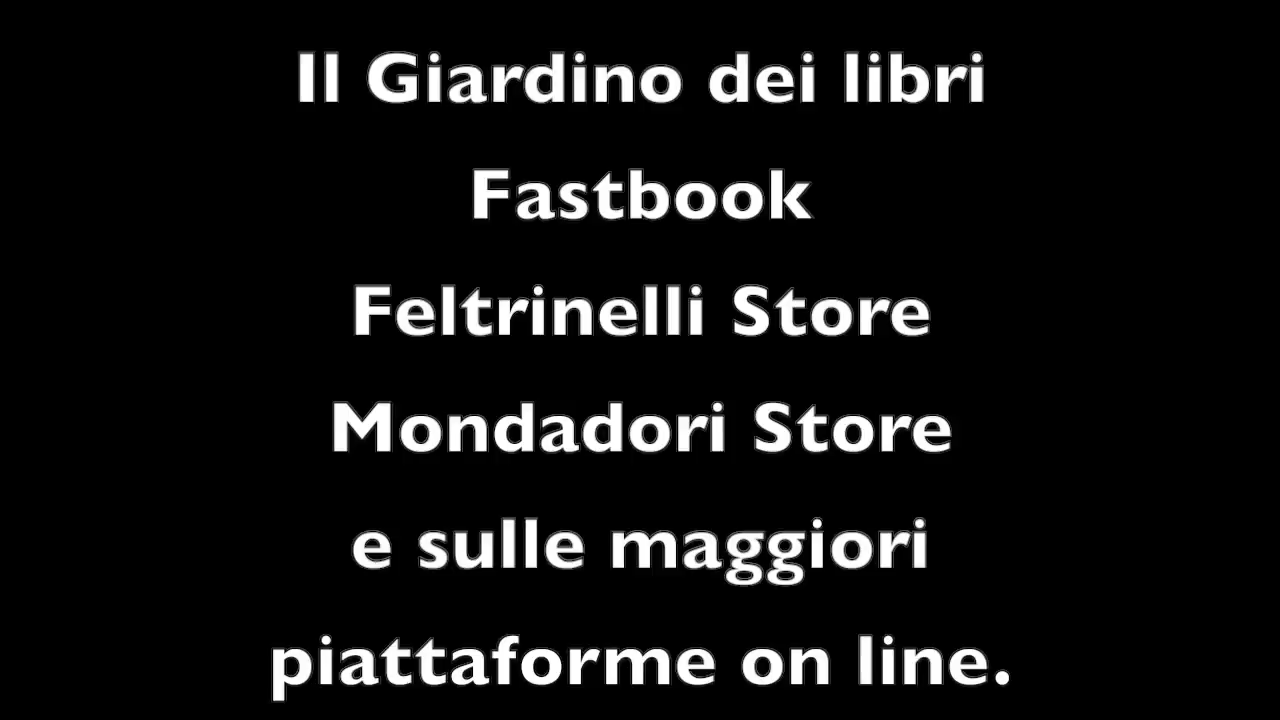 Il Giardino dei libri
Fastbook
Feltrinelli Store
Mondadori Store
e sulle maggiori
piattaforme on line.